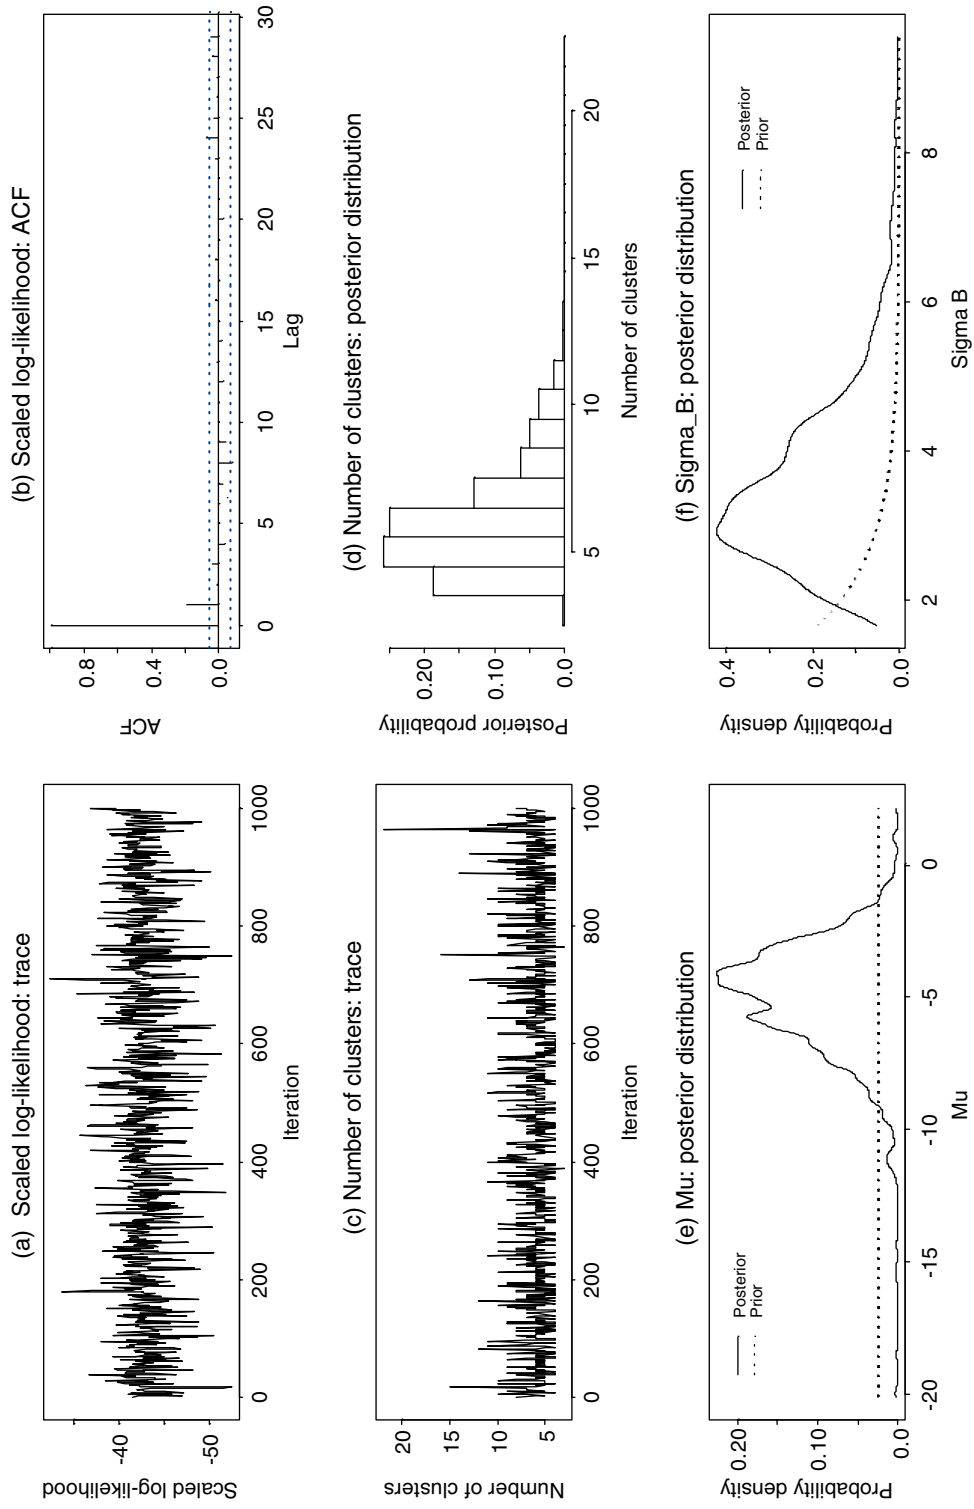 (a) Scaled log-likelihood: trace
Scaled log-likelihood
-40
-50
0 200 400 600 800 1000
Iteration
(b) Scaled log-likelihood: ACF
ACF
0.8
0.4
0.0
0 5 10 15 20 25 30
Lag
(c) Number of clusters: trace
Number of clusters
20
15
10
5
0 200 400 600 800 1000
Iteration
(d) Number of clusters: posterior distribution
Posterior probability
0.20
0.10
0.0
5 10 15 20
Number of clusters
(e) Mu: posterior distribution
Probability density
0.20
0.10
0.0
Posterior
Prior
-20 -15 -10 -5 0
Mu
(f) Sigma_B: posterior distribution
Probability density
0.4
0.2
0.0
Posterior
Prior
2 4 6 8
Sigma B